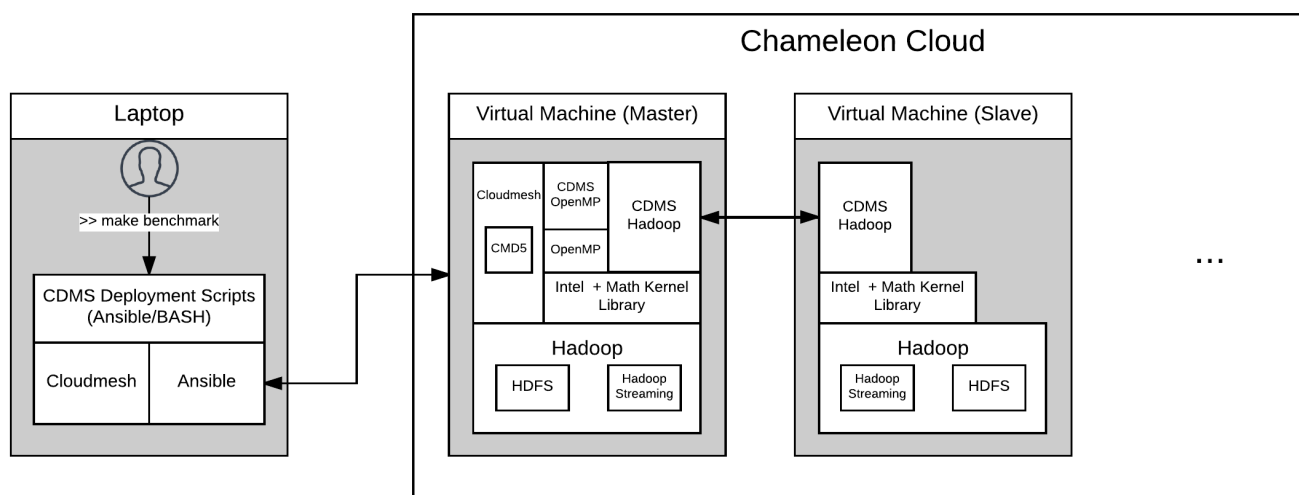 Chameleon Cloud
Laptop
>> make benchmark
CDMS Deployment Scripts
(Ansible/BASH)
Cloudmesh
Ansible
Virtual Machine (Master)
Cloudmesh
CMD5
CDMS
OpenMP
OpenMP
CDMS
Hadoop
Intel + Math Kernel
Library
Hadoop
HDFS
Hadoop
Streaming
Virtual Machine (Slave)
CDMS
Hadoop
Intel + Math Kernel
Library
Hadoop
Hadoop
Streaming
HDFS
...